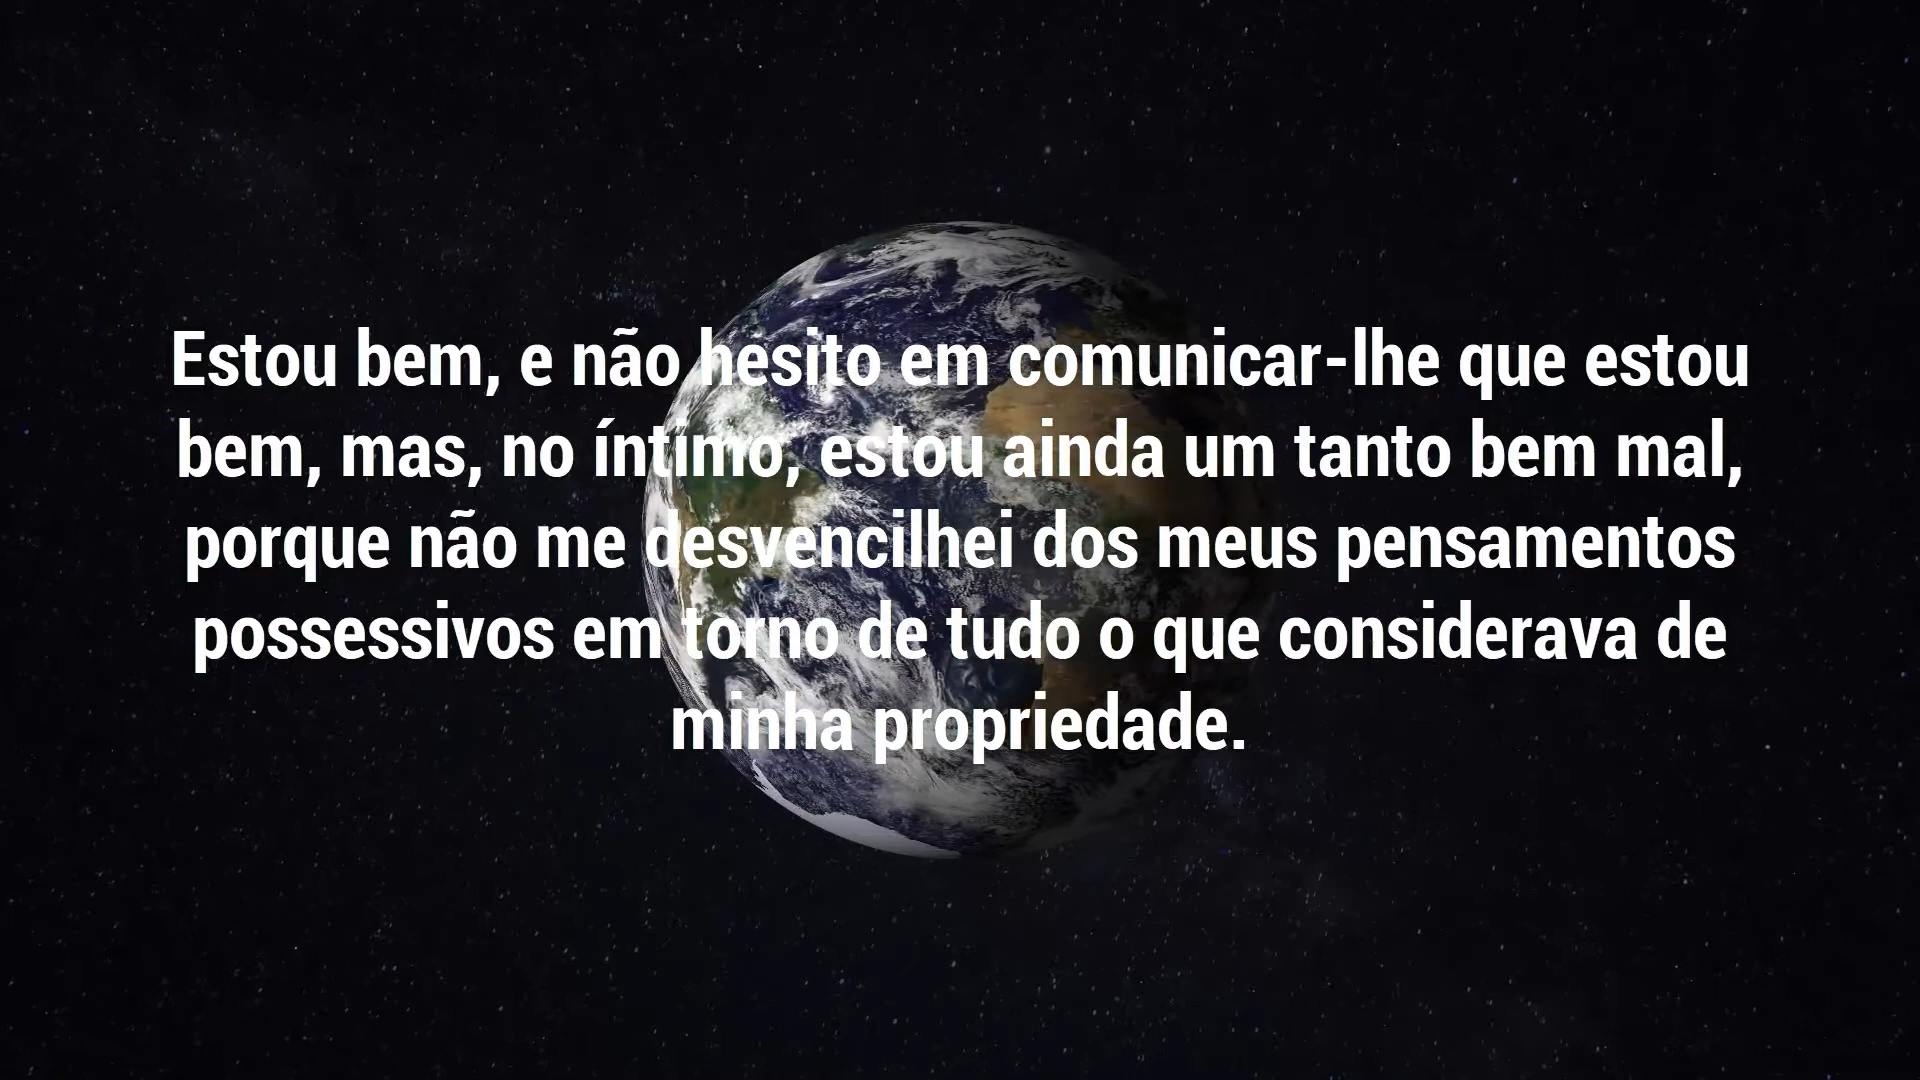 Estou bem, e não hesito em comunicar-lhe que estou
bem, mas, no íntimo, estou ainda um tanto bem mal,
porque não me desvencilhei dos meus pensamentos
possessivos em torno de tudo o que considerava de
minha propriedade.